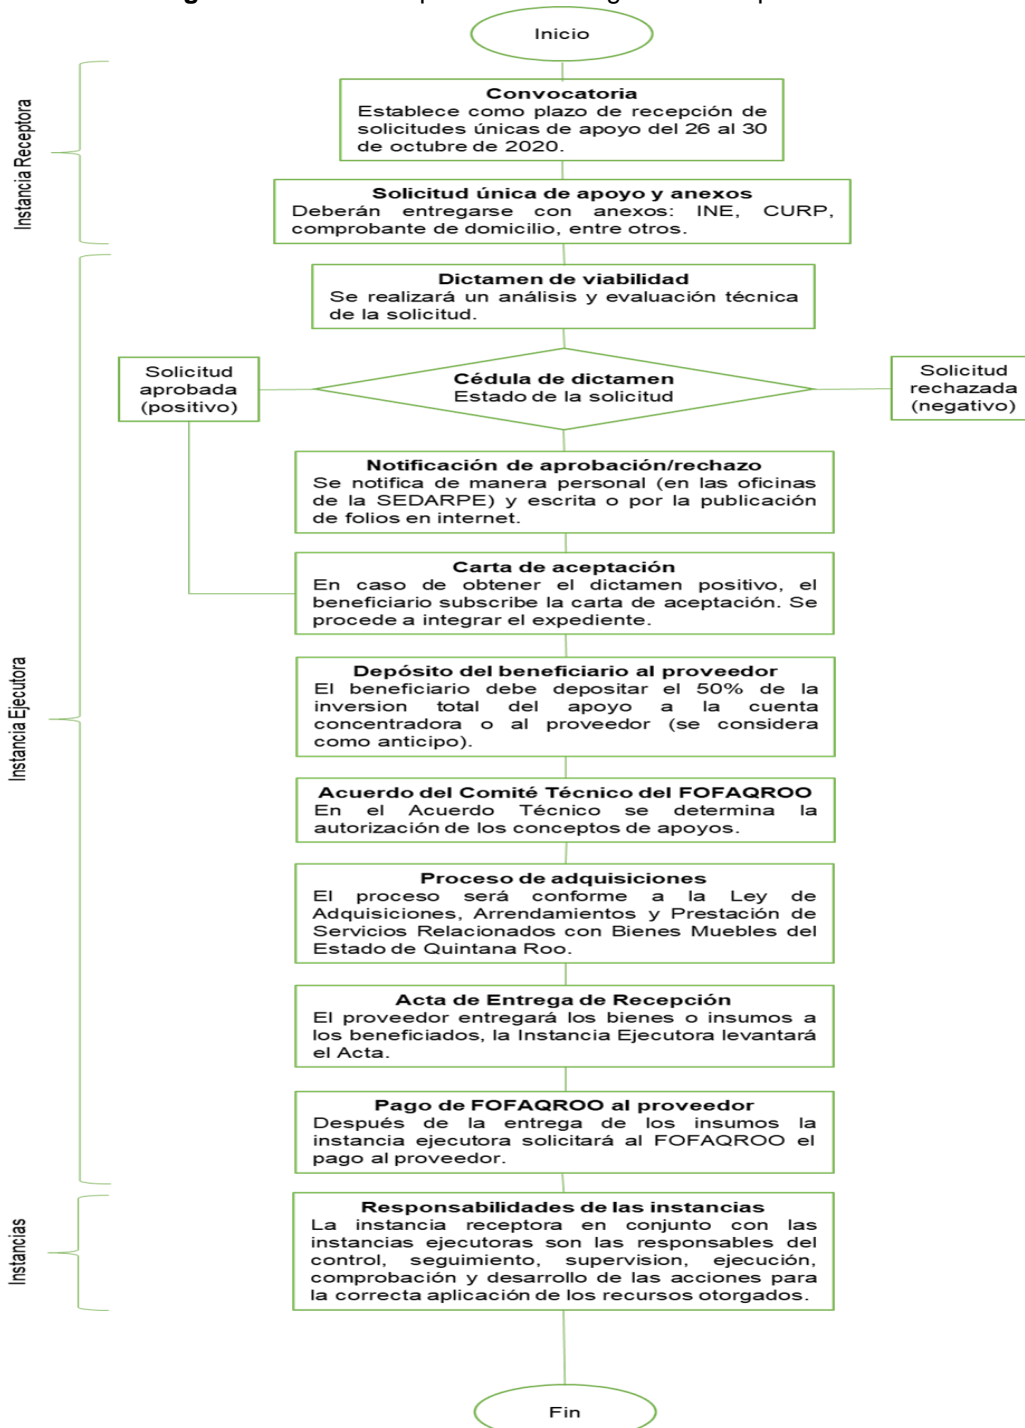 Inicio
Convocatoria
Establece como plazo de recepción de
solicitudes únicas de apoyo del 26 al 30
de octubre de 2020.
Instancia Receptora
Solicitud única de apoyo y anexos
Deberán entregarse con anexos: INE, CURP,
comprobante de domicilio, entre otros.
Dictamen de viabilidad
Se realizará un análisis y evaluación técnica
de la solicitud.
Solicitud
aprobada
(positivo)
Cédula de dictamen
Estado de la solicitud
Solicitud
rechazada
(negativo)
Notificación de aprobación/rechazo
Se notifica de manera personal (en las oficinas
de la SEDARPE) y escrita o por la publicación
de folios en internet.
Carta de aceptación
En caso de obtener el dictamen positivo, el
beneficiario subscribe la carta de aceptación. Se
procede a integrar el expediente.
Instancia Ejecutora
Depósito del beneficiario al proveedor
El beneficiario debe depositar el 50% de la
inversion total del apoyo a la cuenta
concentradora o al proveedor (se considera
como anticipo).
Acuerdo del Comité Técnico del FOFAQROO
En el Acuerdo Técnico se determina la
autorización de los conceptos de apoyos.
Proceso de adquisiciones
El proceso será conforme a la Ley de
Adquisiciones, Arrendamientos y Prestación de
Servicios Relacionados con Bienes Muebles del
Estado de Quintana Roo.
Acta de Entrega de Recepción
El proveedor entregará los bienes o insumos a
los beneficiados, la Instancia Ejecutora levantará
el Acta.
Pago de FOFAQROO al proveedor
Después de la entrega de los insumos la
instancia ejecutora solicitará al FOFAQROO el
pago al proveedor.
Instancias
Responsabilidades de las instancias
La instancia receptora en conjunto con las
instancias ejecutoras son las responsables del
control, seguimiento, supervision, ejecución,
comprobación y desarrollo de las acciones para
la correcta aplicación de los recursos otorgados.
Fin